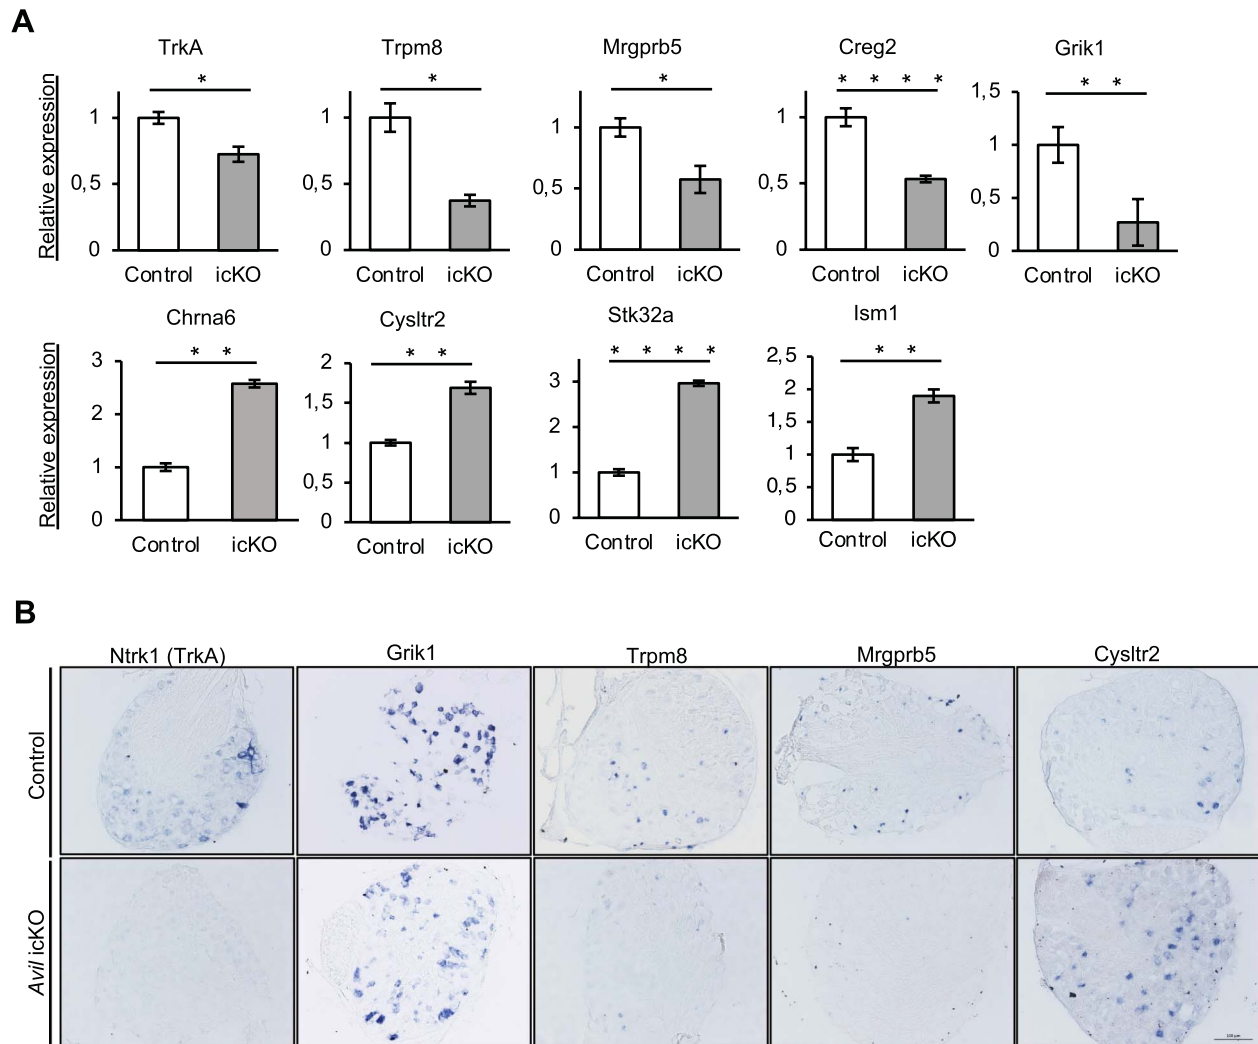 A
TrkA Trpm8 Mrgprb5 Creg2 Grik1
* * * * * * * * *
Relative expression
1
0,5
0
Control icKO
1
0,5
0
Control icKO
1
0,5
0
Control icKO
1
0,5
0
Control icKO
1,5
1
0,5
0
Control icKO
Chrna6 Cysltr2 Stk32a Ism1
* * * * * * * * * *
Relative expression
3
2
1
0
Control icKO
2
1,5
1
0,5
0
Control icKO
3
2
1
0
Control icKO
2,5
2
1,5
1
0,5
0
Control icKO
B
Ntrk1 (TrkA) Grik1 Trpm8 Mrgprb5 Cysltr2
Control
Avil icKO